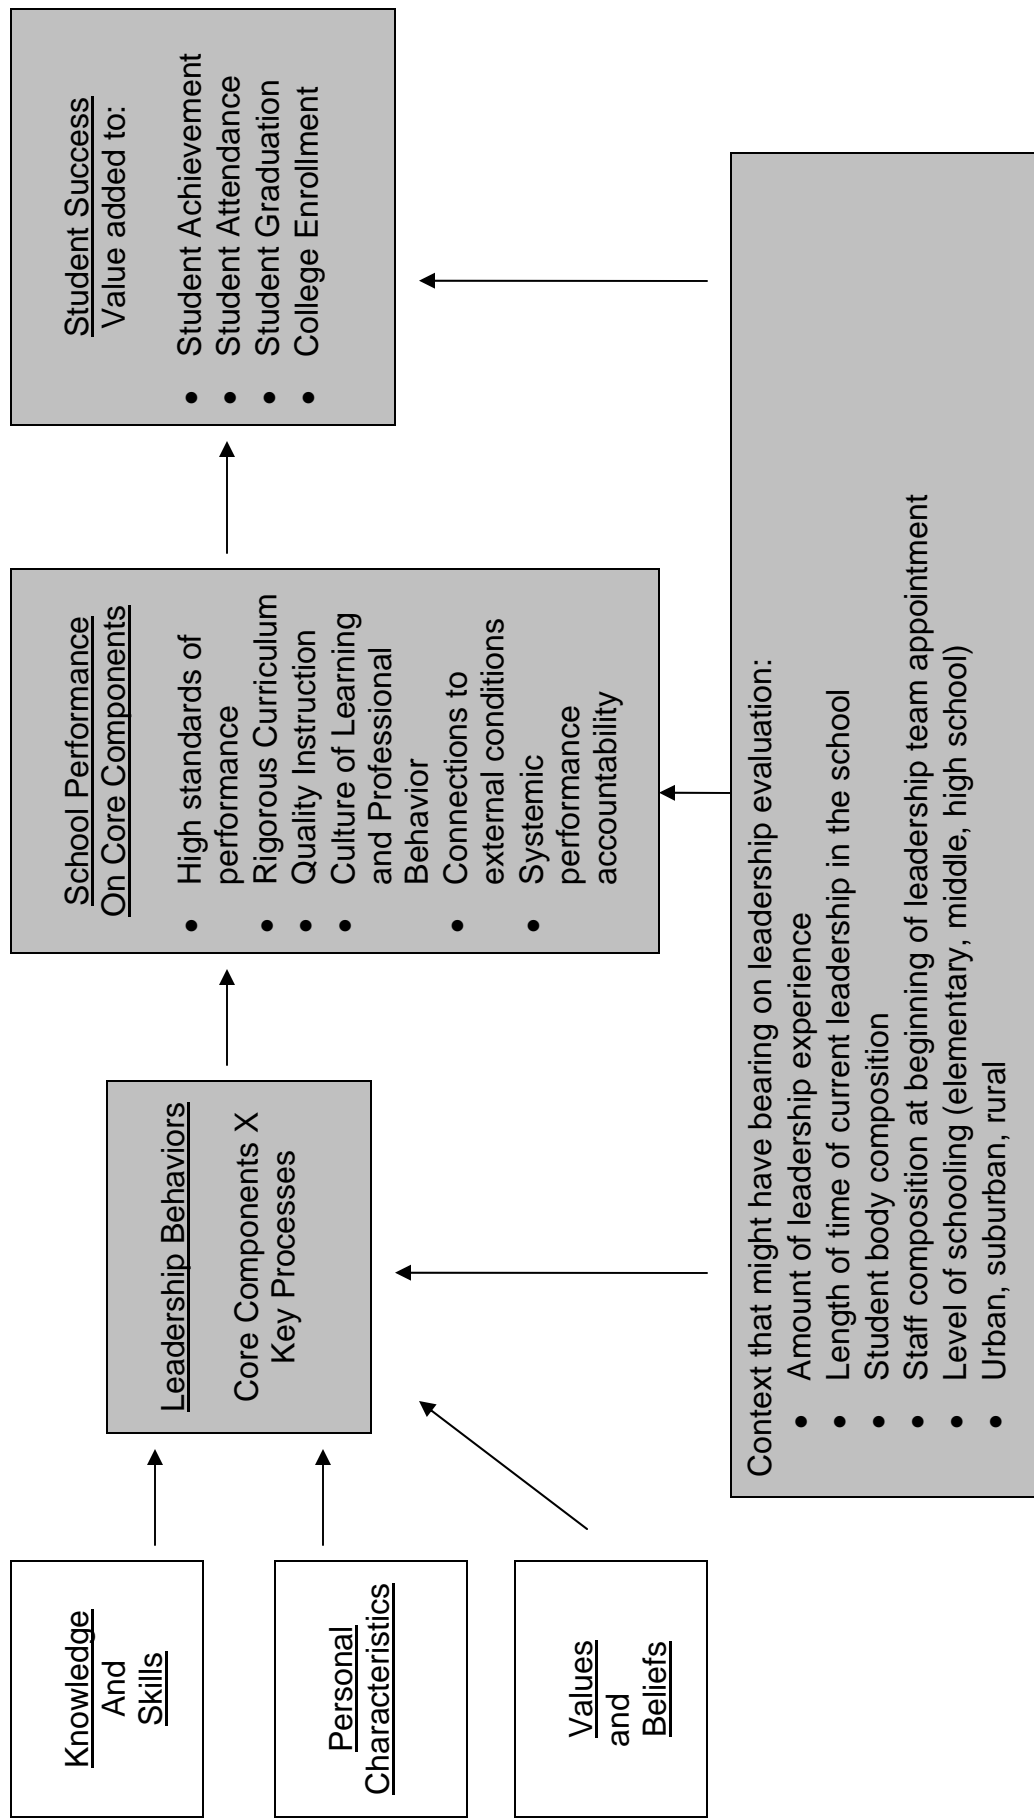 Knowledge
And
Skills
Personal
Characteristics
Values
and
Beliefs
Leadership Behaviors
Core Components X
Key Processes
School Performance
On Core Components
• High standards of
performance
• Rigorous Curriculum
• Quality Instruction
• Culture of Learning
and Professional
Behavior
• Connections to
external conditions
• Systemic
performance
accountability
Student Success
Value added to:
• Student Achievement
• Student Attendance
• Student Graduation
• College Enrollment
Context that might have bearing on leadership evaluation:
• Amount of leadership experience
• Length of time of current leadership in the school
• Student body composition
• Staff composition at beginning of leadership team appointment
• Level of schooling (elementary, middle, high school)
• Urban, suburban, rural